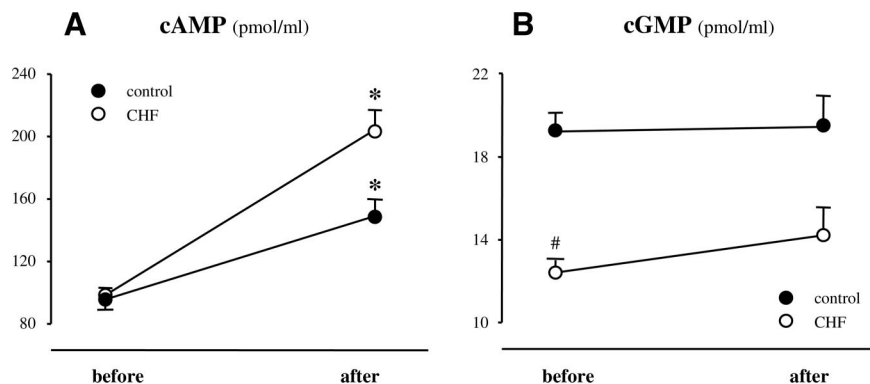 A cAMP (pmol/ml)
240
200
160
120
80
control
CHF
*
*
before after
B cGMP (pmol/ml)
22
18
14
10
#
control
CHF
before after